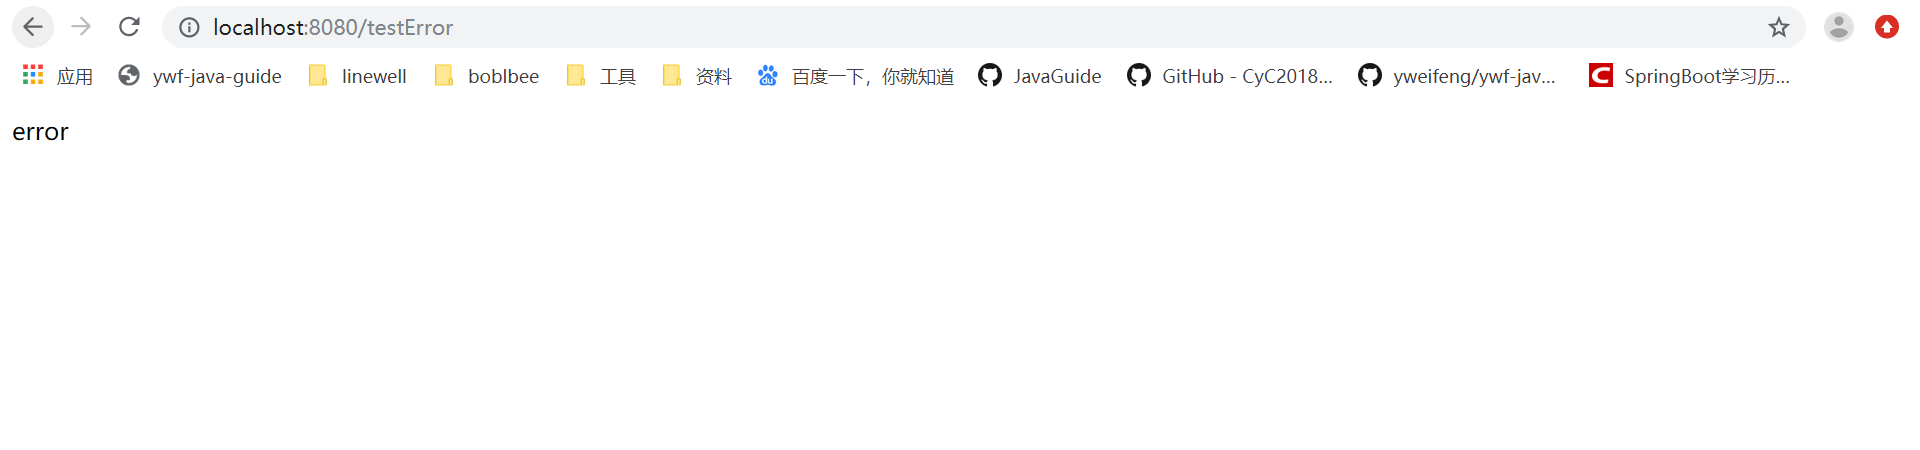 localhost:8080/testError
应用 ywf-java-guide linewell boblbee 工具 资料 百度一下，你就知道 JavaGuide GitHub - CyC2018... yweifeng/ywf-jav... SpringBoot学习历...
error